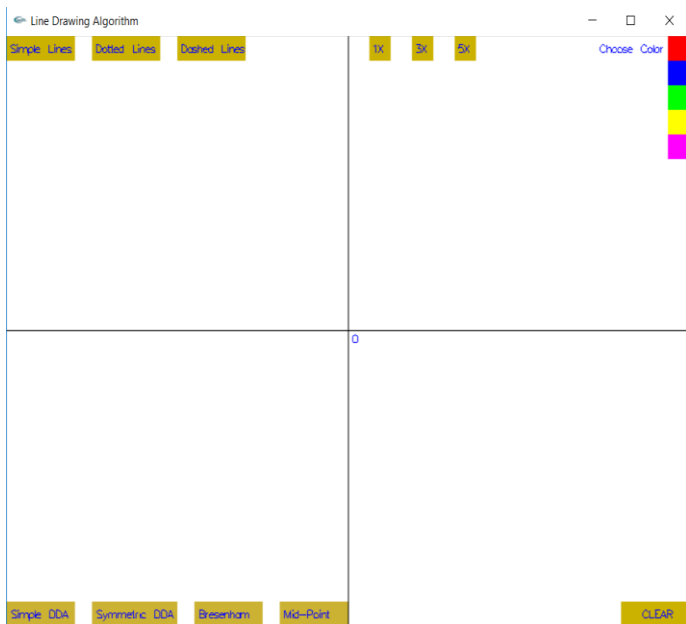 Line Drawing Algorithm
Simple Lines Dotted Lines Dashed Lines 1X 3X 5X Choose Color
O
Simple DDA Symmetric DDA Bresenham Mid-Point CLEAR